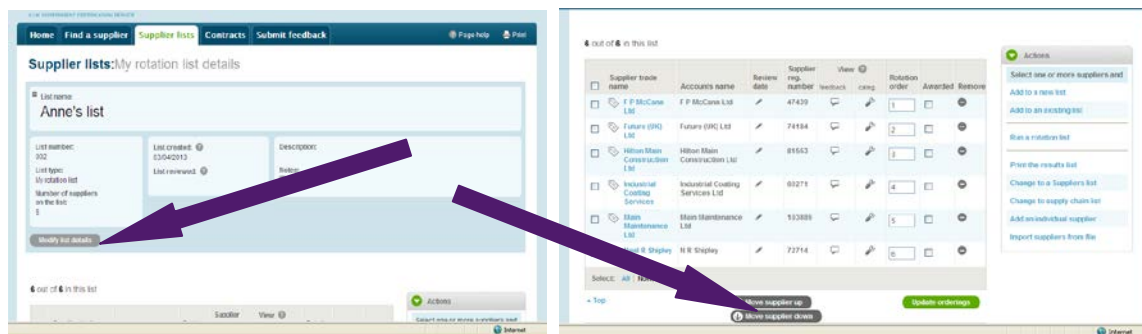 Home Find a supplier Supplier lists Contracts Submit feedback Page help Print
Supplier lists:My rotation list details
List name:
Anne's list
List number:
List created:
Description:
03/04/2013
List type:
List reviewed:
Notes:
My rotation list
Number of suppliers
on the list:
Modify list details
6 out of 6 in this list
Actions
Supplier View
Select one or more suppliers and
Internet
6 out of 6 in this list
Supplier trade name Accounts name Review date Supplier reg. number View feedback categ. Rotation order Awarded Remove
F P McCann Ltd F P McCann Ltd 47439 1
Future (UK) Ltd Future (UK) Ltd 74184 2
Hilton Main Construction Ltd Hilton Main Construction Ltd 3
Industrial Coating Services Industrial Coating Services Ltd 60271 4
Main Maintenance Ltd Main Maintenance Ltd 5
R Shipley N R Shipley 72714 6
Select: All
Top
Move supplier up
Move supplier down
Update orderings
Actions
Select one or more suppliers and
Add to a new list
Add to an existing list
Run a rotation list
Print the results list
Change to a Suppliers list
Change to supply chain list
Add an individual supplier
Import suppliers from file
Internet